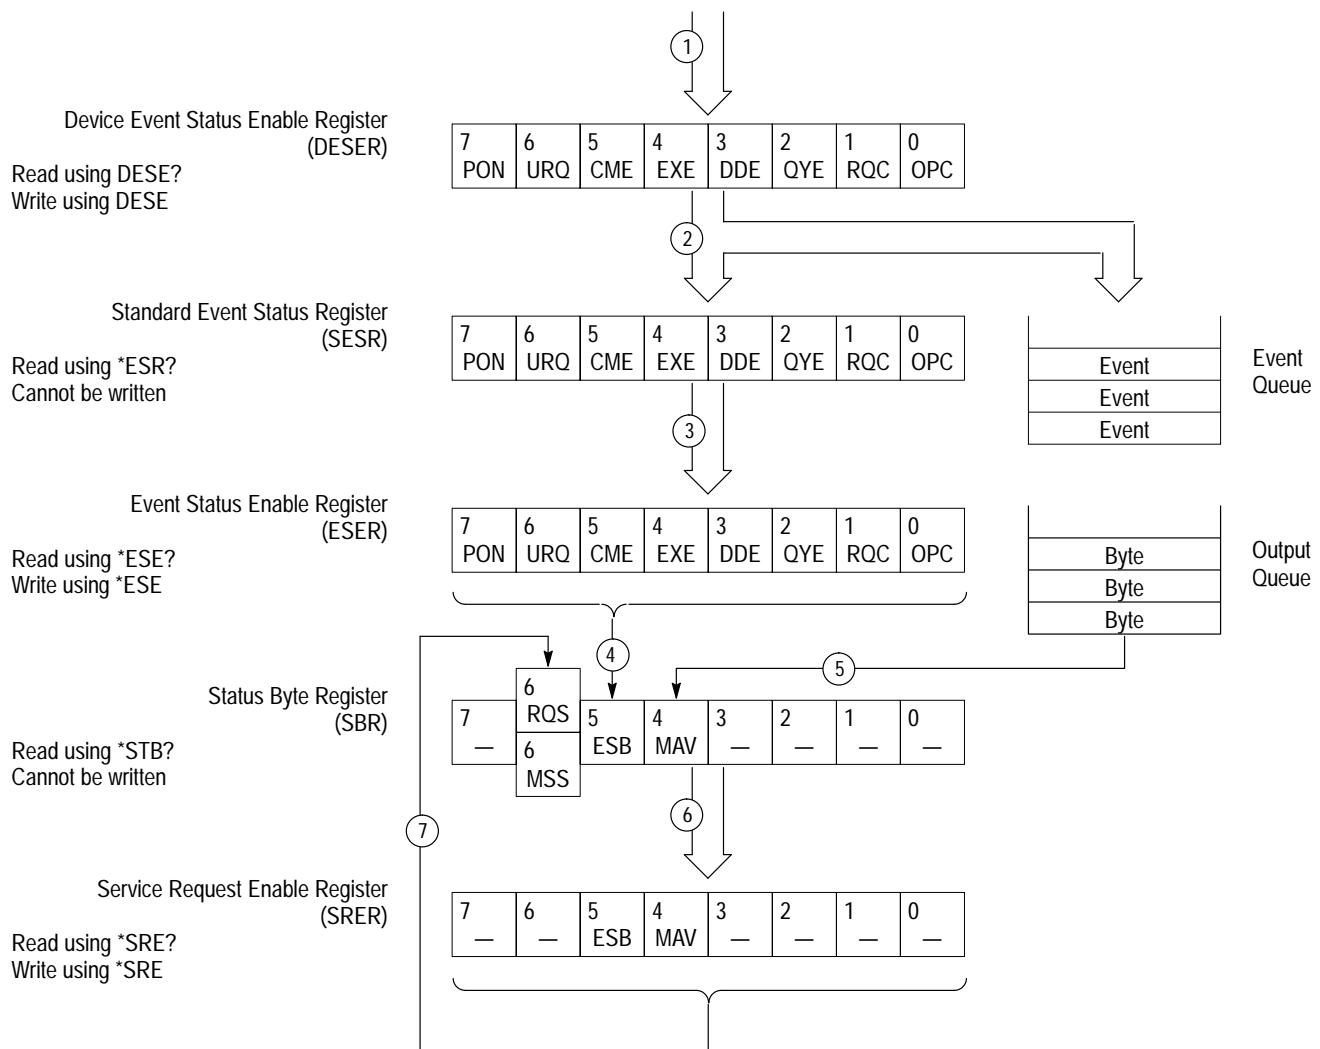 1
Device Event Status Enable Register
(DESER)
Read using DESE?
Write using DESE
7 6 5 4 3 2 1 0
PON URQ CME EXE DDE QYE RQC OPC
2
Standard Event Status Register
(SESR)
Read using *ESR?
Cannot be written
7 6 5 4 3 2 1 0
PON URQ CME EXE DDE QYE RQC OPC
Event
Event
Event
Event
Queue
3
Event Status Enable Register
(ESER)
Read using *ESE?
Write using *ESE
7 6 5 4 3 2 1 0
PON URQ CME EXE DDE QYE RQC OPC
Byte
Byte
Byte
Output
Queue
4
5
Status Byte Register
(SBR)
Read using *STB?
Cannot be written
6
RQS
7 5 4 3 2 1 0
— ESB MAV — — — —
6
MSS
6
7
Service Request Enable Register
(SRER)
Read using *SRE?
Write using *SRE
7 6 5 4 3 2 1 0
— — ESB MAV — — — —